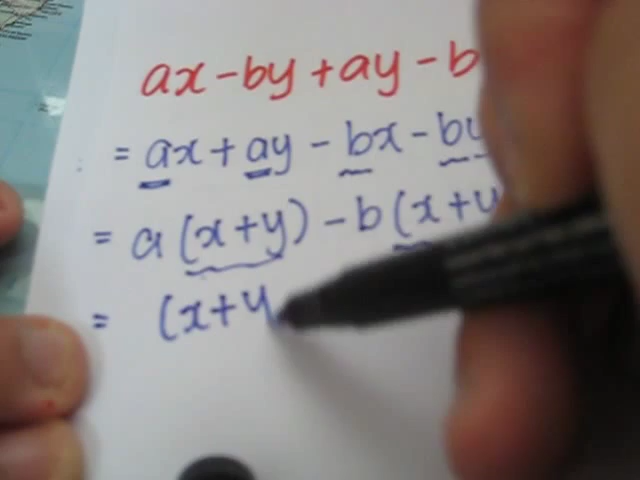 ax - by + ay - b
= ax + ay - bx - by
= a (x+y) - b (x+y
= (x+y